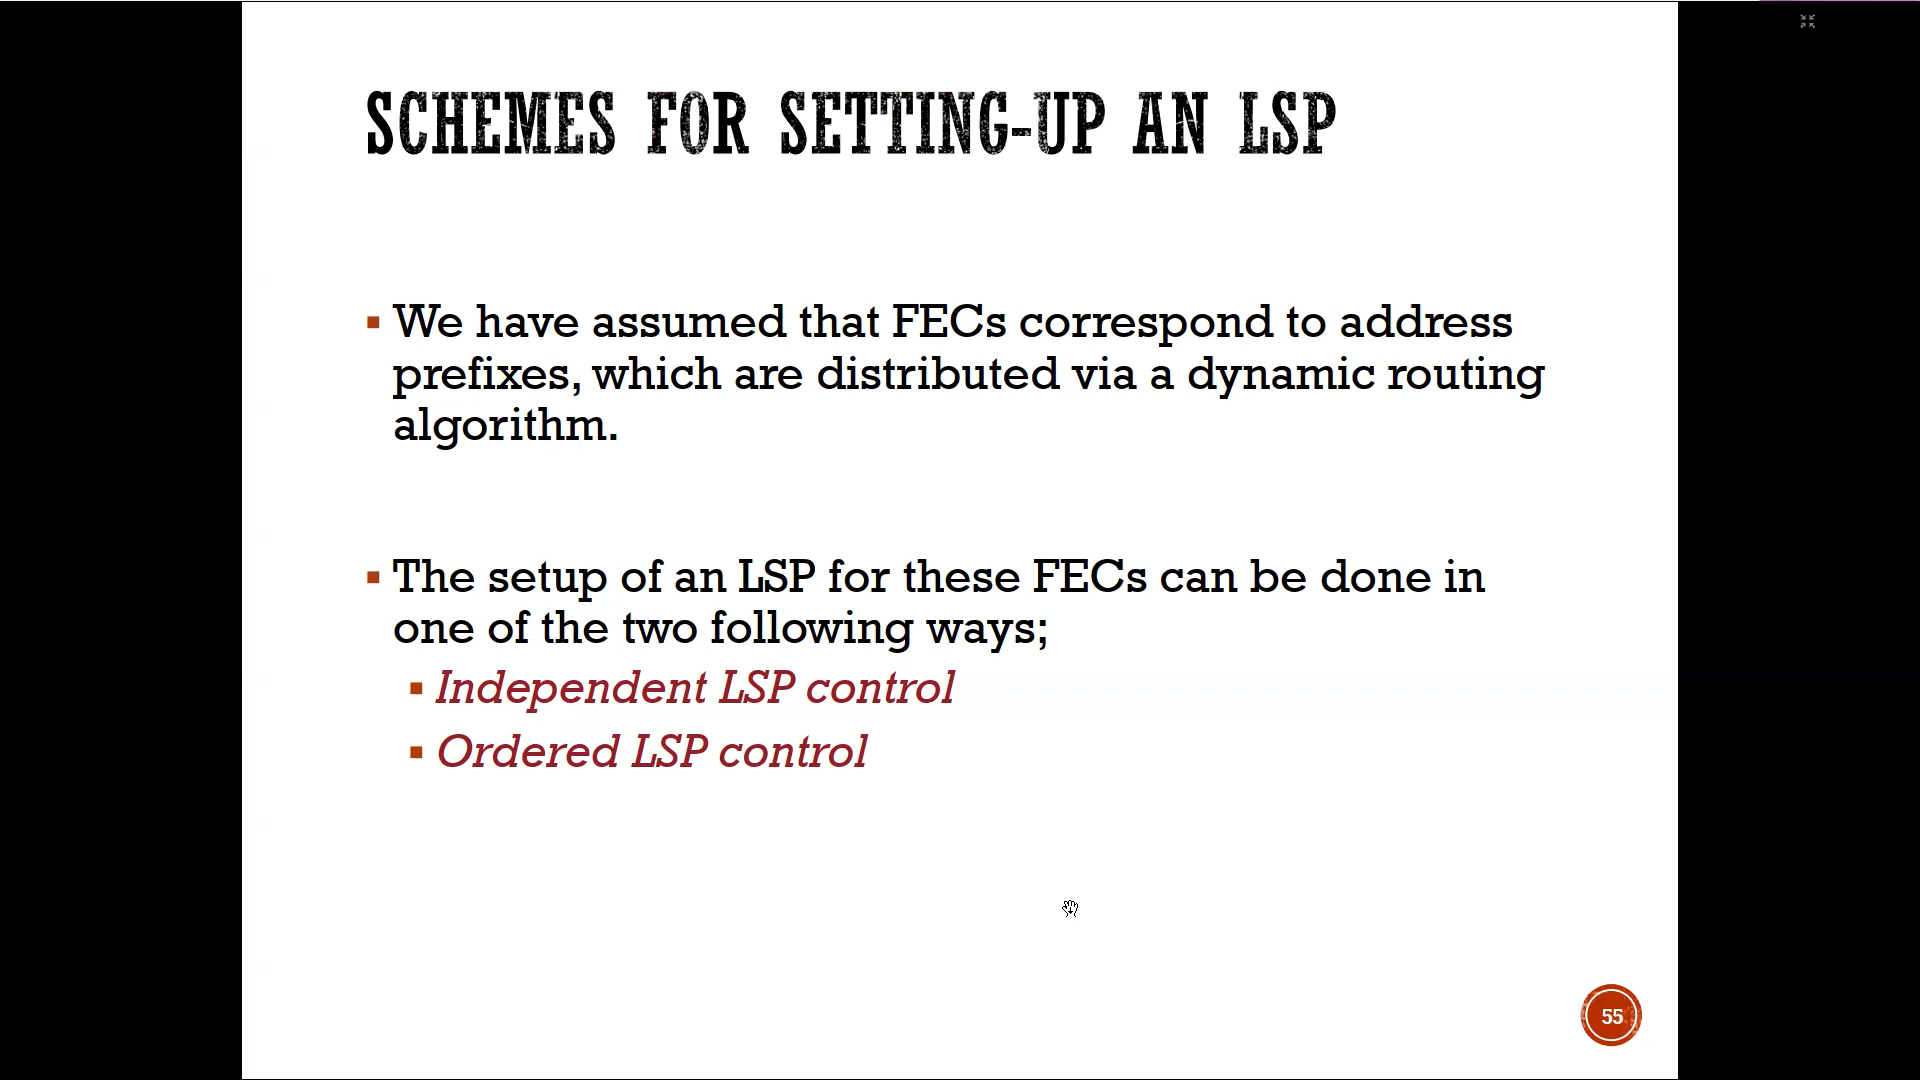 SCHEMES FOR SETTING-UP AN LSP
▪ We have assumed that FECs correspond to address
prefixes, which are distributed via a dynamic routing
algorithm.
▪ The setup of an LSP for these FECs can be done in
one of the two following ways;
▪ Independent LSP control
▪ Ordered LSP control
55